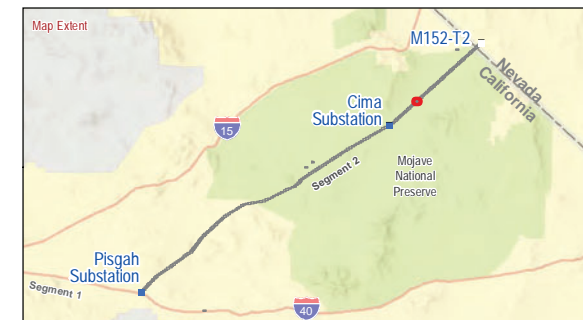 Map Extent
M152-T2
Nevada
California
Cima
Substation
15
Mojave
National
Preserve
Segment 2
Pisgah
Substation
Segment 1
40